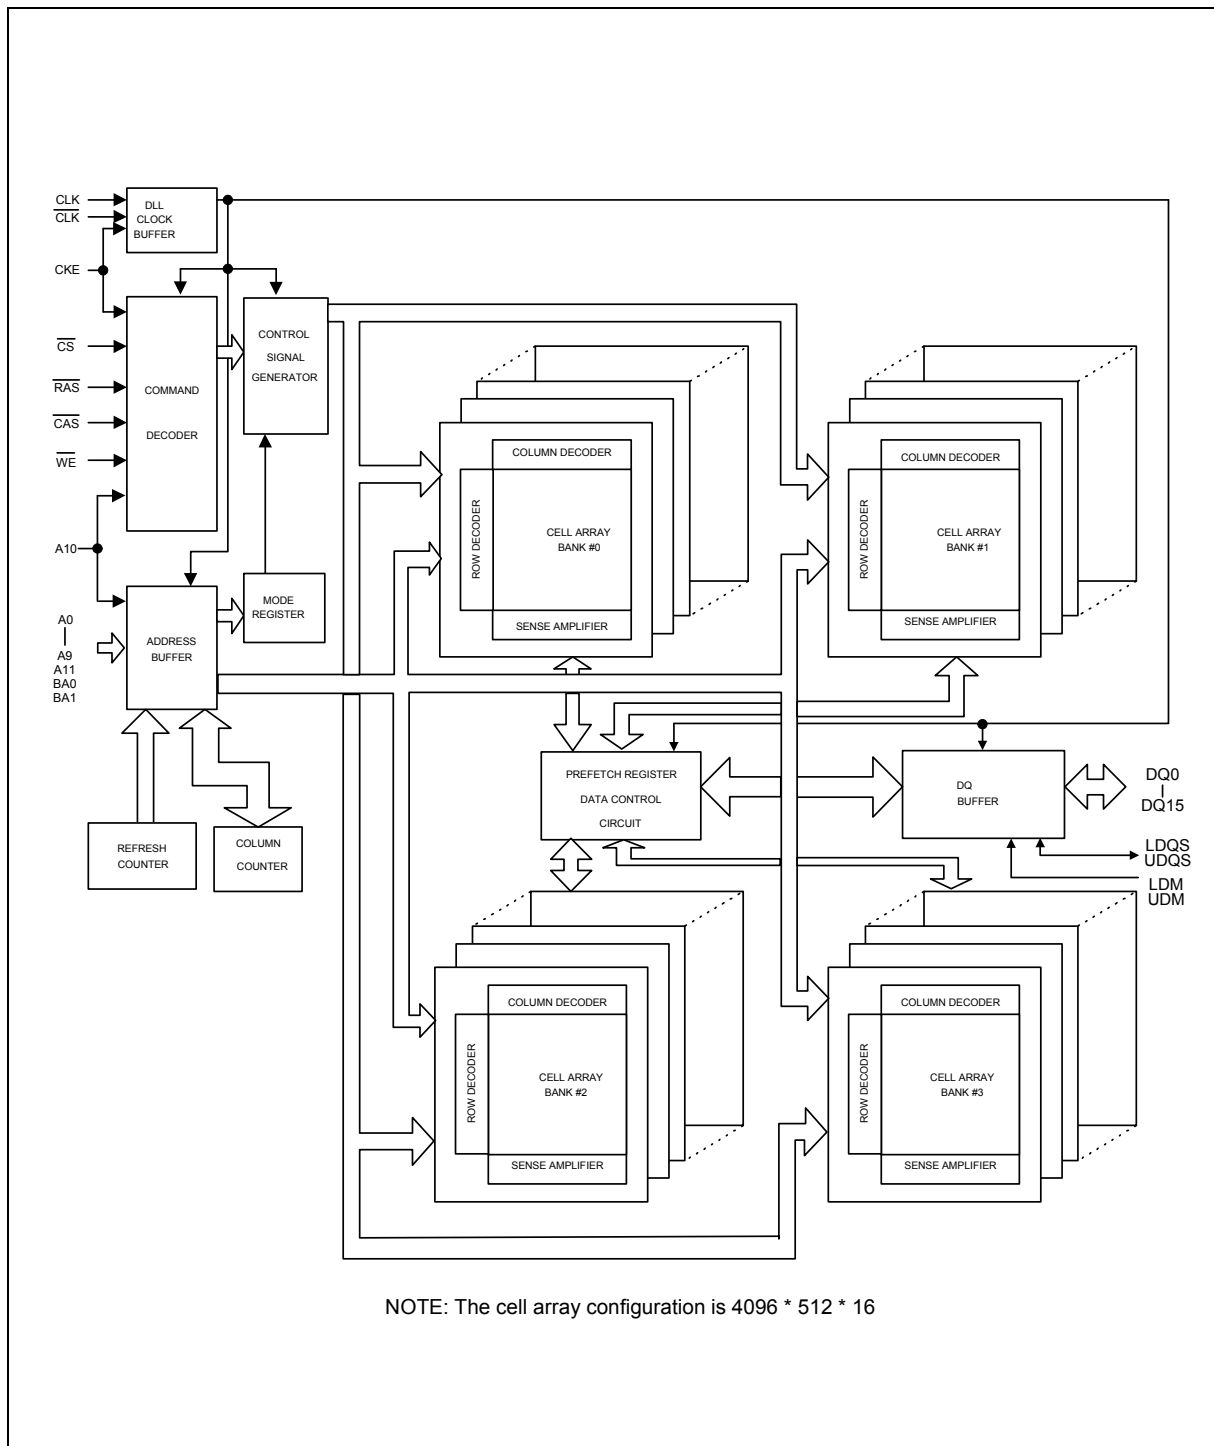 CLK
CLK
CKE
CS
RAS
CAS
WE
A10
A0
A9
A11
BA0
BA1
DLL
CLOCK
BUFFER
COMMAND
DECODER
CONTROL
SIGNAL
GENERATOR
MODE
REGISTER
ADDRESS
BUFFER
REFRESH
COUNTER
COLUMN
COUNTER
COLUMN DECODER
ROW DECODER
CELL ARRAY
BANK #0
SENSE AMPLIFIER
COLUMN DECODER
ROW DECODER
CELL ARRAY
BANK #1
SENSE AMPLIFIER
PREFETCH REGISTER
DATA CONTROL
CIRCUIT
DQ
BUFFER
DQ0
DQ15
LDQS
UDQS
LDM
UDM
COLUMN DECODER
ROW DECODER
CELL ARRAY
BANK #2
SENSE AMPLIFIER
COLUMN DECODER
ROW DECODER
CELL ARRAY
BANK #3
SENSE AMPLIFIER
NOTE: The cell array configuration is 4096 * 512 * 16